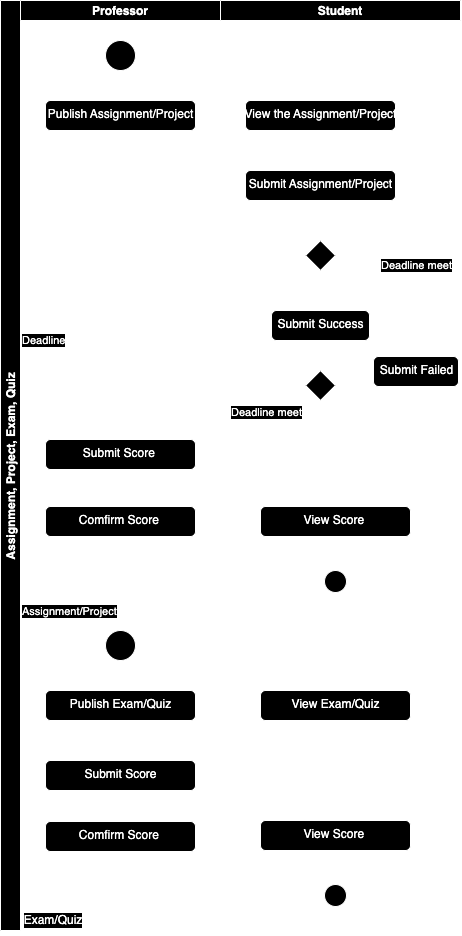 Professor
Student
Publish Assignment/Project
View the Assignment/Project
Submit Assignment/Project
Deadline meet
Submit Success
Deadline
Submit Failed
Deadline meet
Submit Score
Comfirm Score
View Score
Assignment, Project, Exam, Quiz
Assignment/Project
Publish Exam/Quiz
View Exam/Quiz
Submit Score
Comfirm Score
View Score
Exam/Quiz